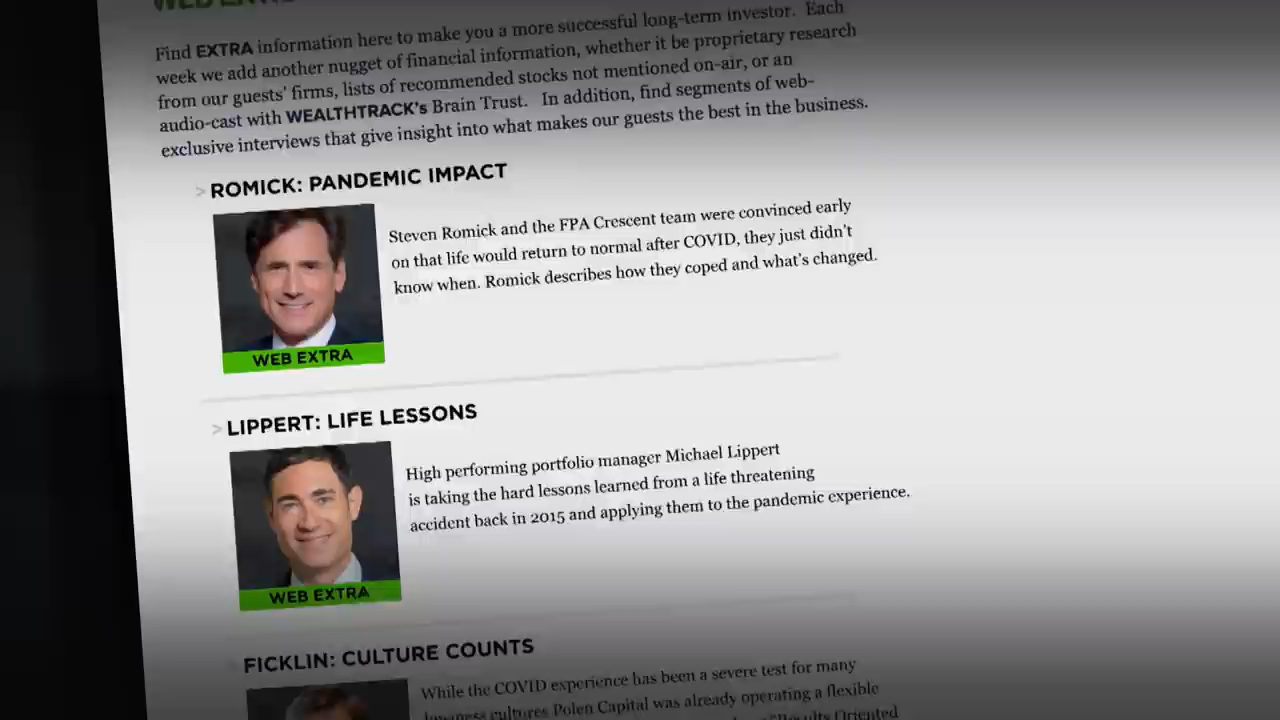 WEB EXTRA
Find EXTRA information here to make you a more successful long-term investor. Each
week we add another nugget of financial information, whether it be proprietary research
from our guests' firms, lists of recommended stocks not mentioned on-air, or an
audio-cast with WEALTHTRACK's Brain Trust. In addition, find segments of web-
exclusive interviews that give insight into what makes our guests the best in the business.
> ROMICK: PANDEMIC IMPACT
Steven Romick and the FPA Crescent team were convinced early
on that life would return to normal after COVID, they just didn't
know when. Romick describes how they coped and what's changed.
WEB EXTRA
> LIPPERT: LIFE LESSONS
High performing portfolio manager Michael Lippert
is taking the hard lessons learned from a life threatening
accident back in 2015 and applying them to the pandemic experience.
WEB EXTRA
> FICKLIN: CULTURE COUNTS
While the COVID experience has been a severe test for many
business cultures Polen Capital was already operating a flexible
"Results Oriented